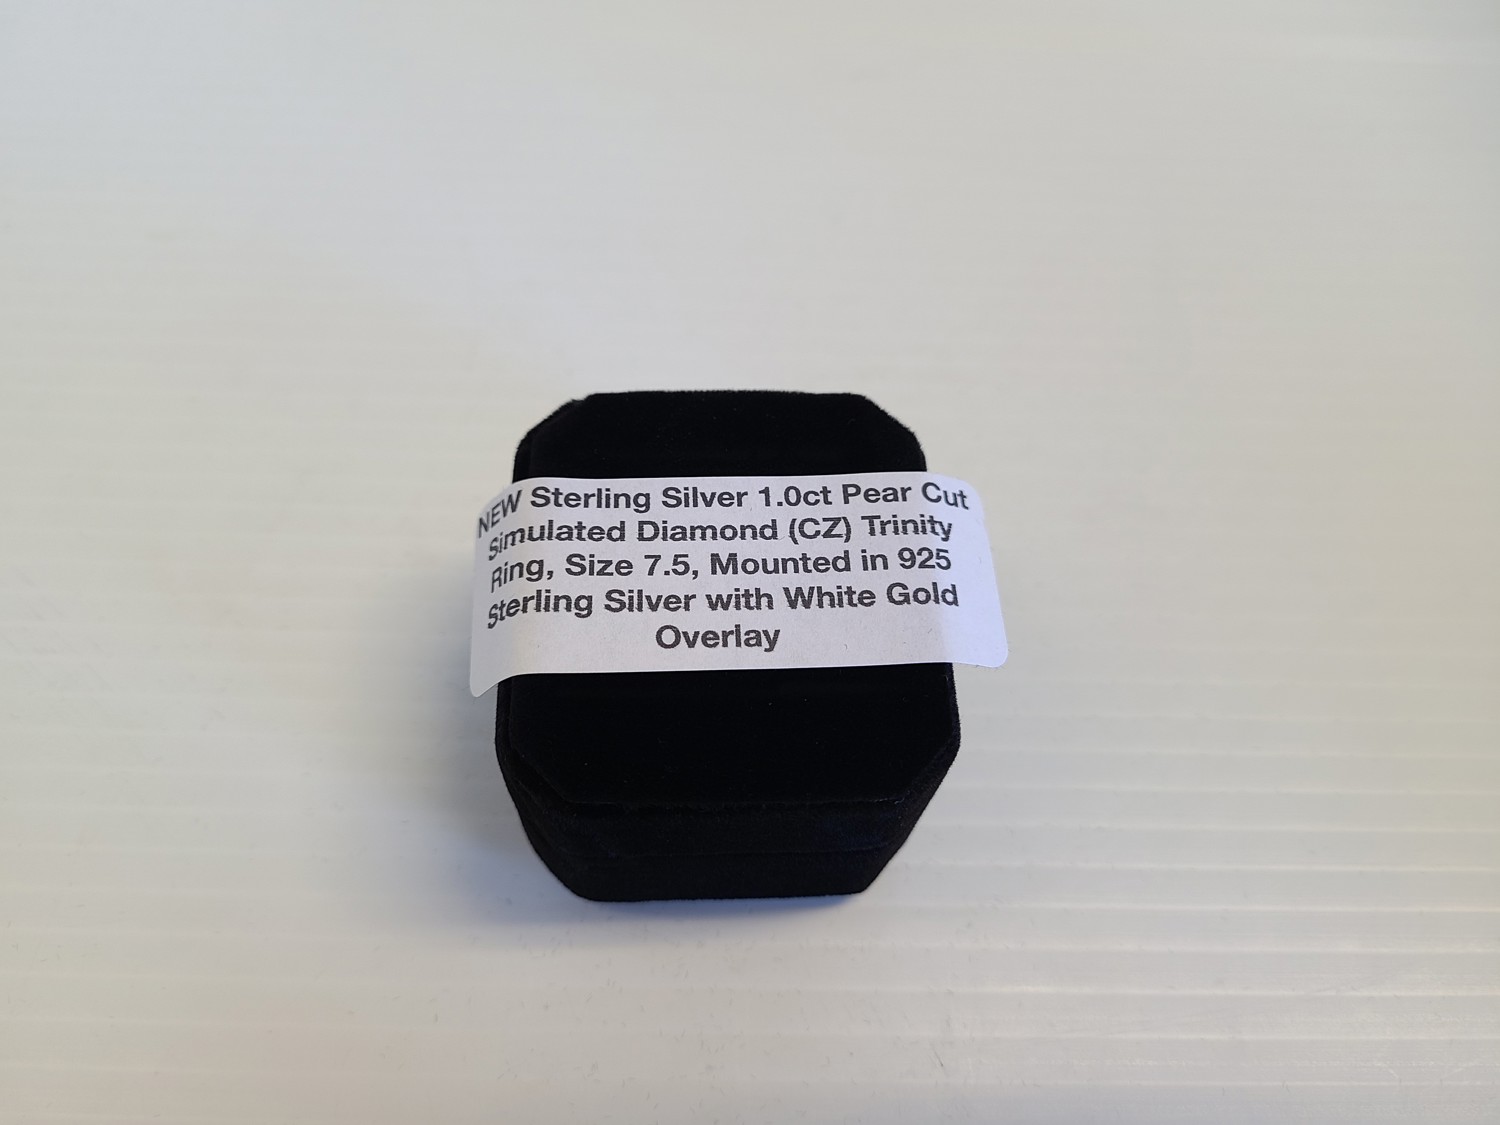 NEW Sterling Silver 1.0ct Pear Cut
Simulated Diamond (CZ) Trinity
Ring, Size 7.5, Mounted in 925
Sterling Silver with White Gold
Overlay